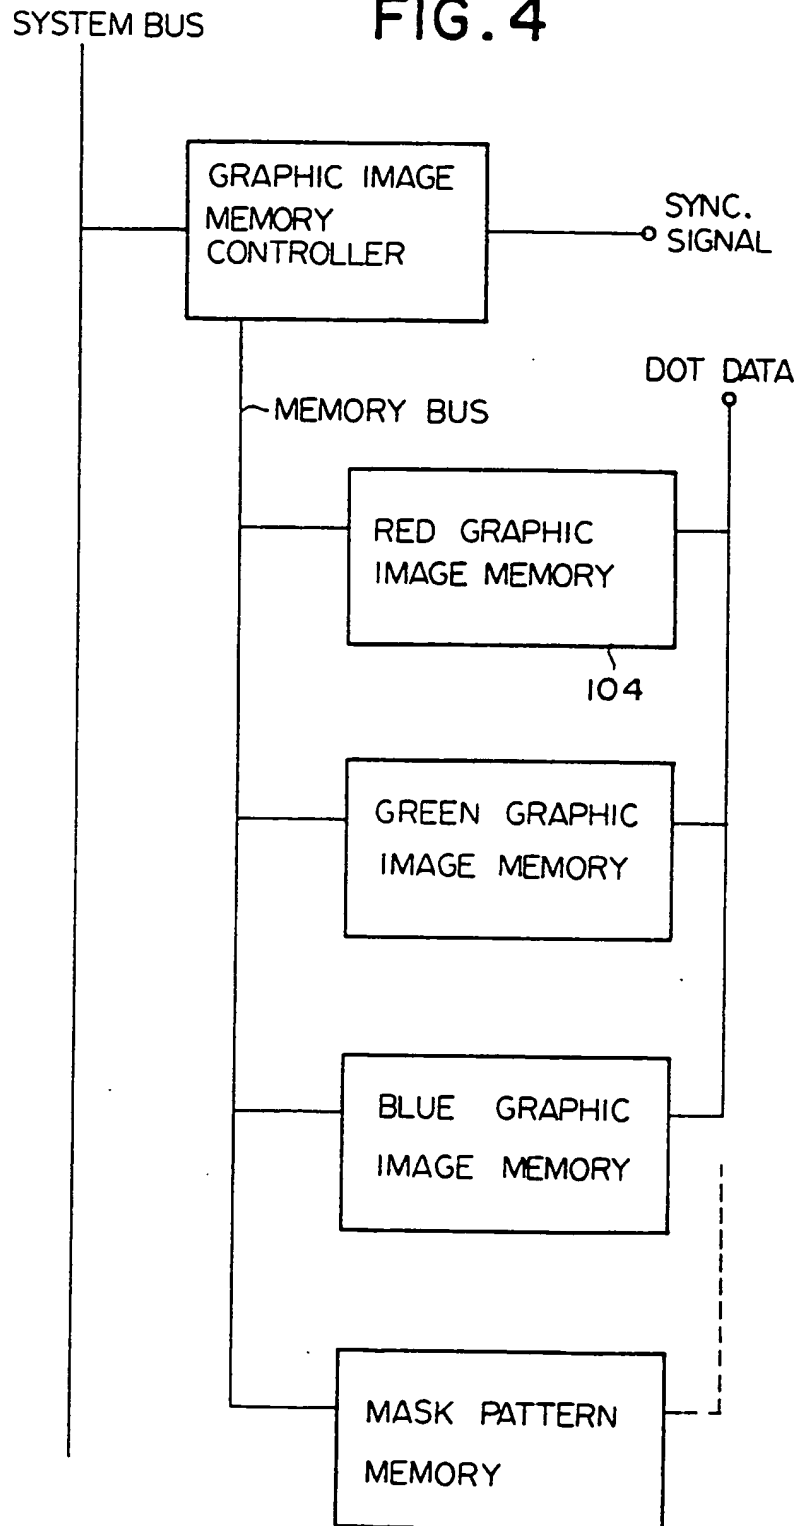 SYSTEM BUS
FIG. 4
GRAPHIC IMAGE
MEMORY
CONTROLLER
SYNC.
SIGNAL
DOT DATA
MEMORY BUS
RED GRAPHIC
IMAGE MEMORY
104
GREEN GRAPHIC
IMAGE MEMORY
BLUE GRAPHIC
IMAGE MEMORY
MASK PATTERN
MEMORY